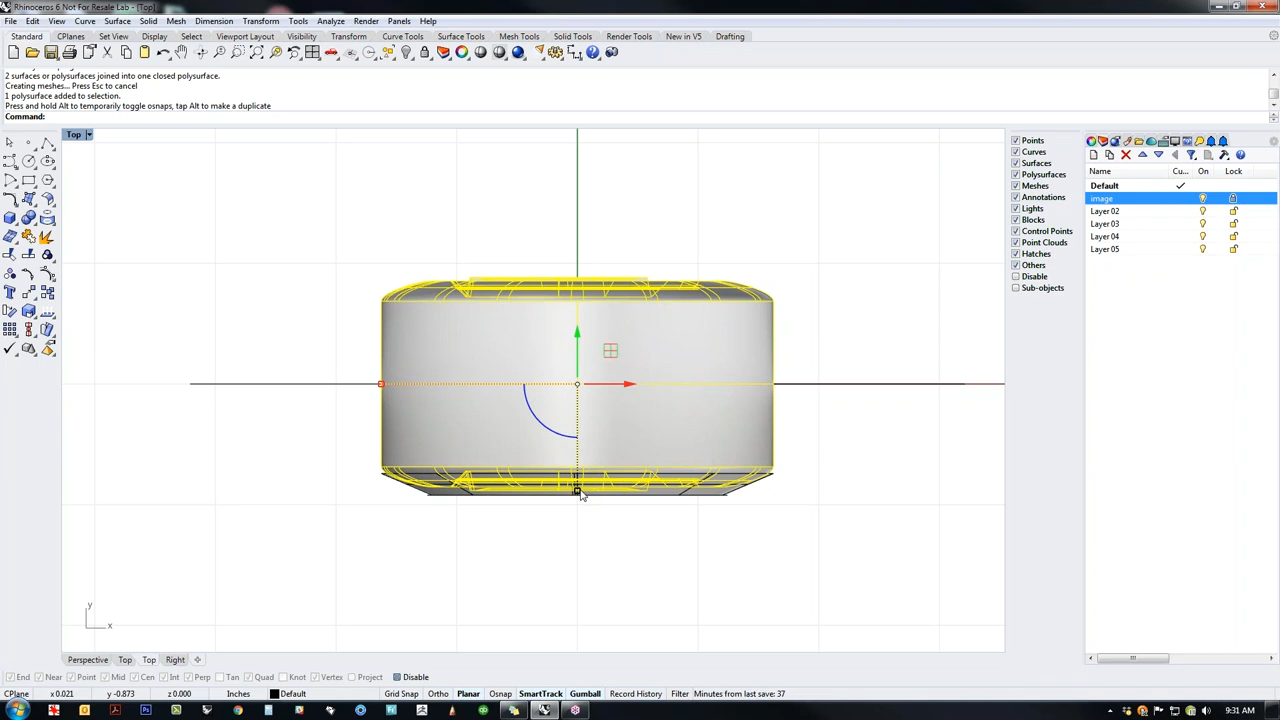 Rhinoceros 6 Not For Resale Lab - [Top]
File Edit View Curve Surface Solid Mesh Dimension Transform Tools Analyze Render Panels Help
Standard CPlanes Set View Display Select Viewport Layout Visibility Transform Curve Tools Surface Tools Mesh Tools Solid Tools Render Tools New in V5 Drafting
2 surfaces or polysurfaces joined into one closed polysurface.
Creating meshes... Press Esc to cancel
1 polysurface added to selection.
Press and hold Alt to temporarily toggle osnaps, tap Alt to make a duplicate
Command:
Top
Points
Curves
Surfaces
Polysurfaces
Meshes
Annotations
Lights
Blocks
Control Points
Point Clouds
Hatches
Others
Disable
Sub-objects
Name Cu... On Lock
Default
image
Layer 02
Layer 03
Layer 04
Layer 05
y
x
Perspective Top Top Right
End Near Point Mid Cen Int Perp Tan Quad Knot Vertex Project Disable
CPlane x 0.021 y -0.873 z 0.000 Inches Default Grid Snap Ortho Planar Osnap SmartTrack Gumball Record History Filter Minutes from last save: 37
9:31 AM